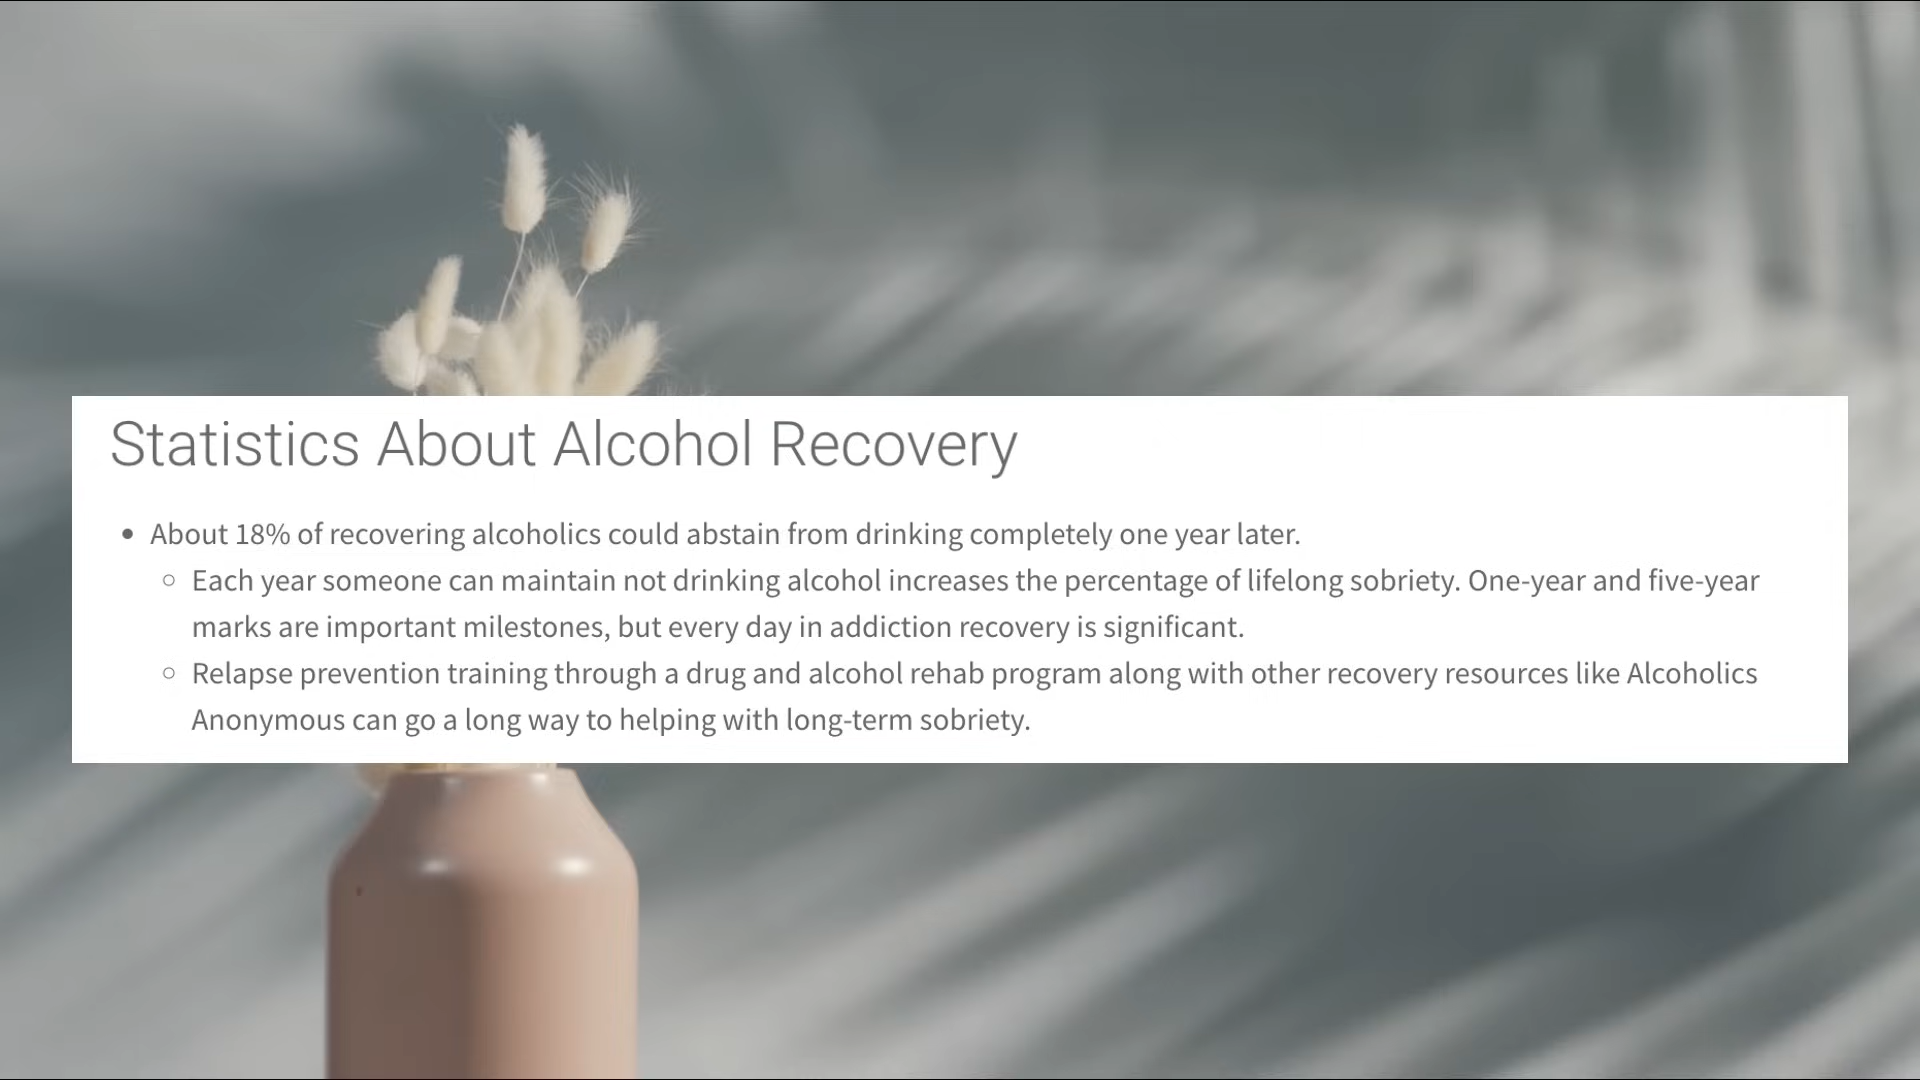 Statistics About Alcohol Recovery
• About 18% of recovering alcoholics could abstain from drinking completely one year later.
○ Each year someone can maintain not drinking alcohol increases the percentage of lifelong sobriety. One-year and five-year
marks are important milestones, but every day in addiction recovery is significant.
○ Relapse prevention training through a drug and alcohol rehab program along with other recovery resources like Alcoholics
Anonymous can go a long way to helping with long-term sobriety.